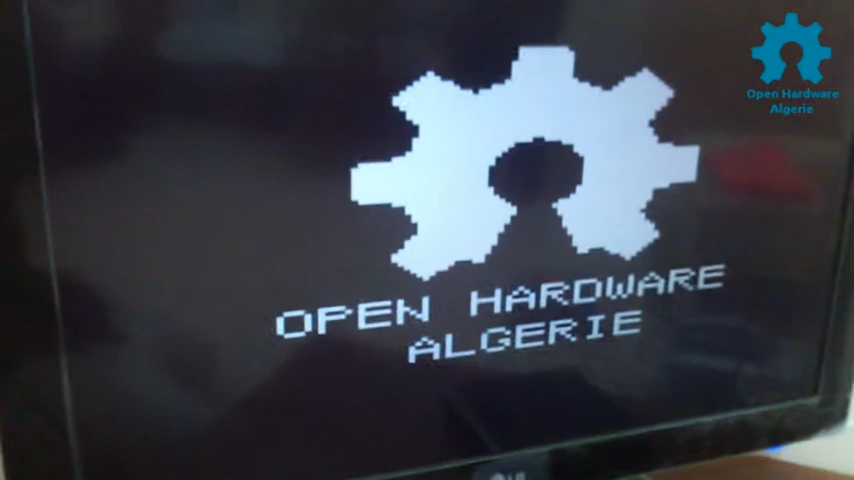 Open Hardware
Algerie
OPEN HARDWARE
ALGERIE
LG